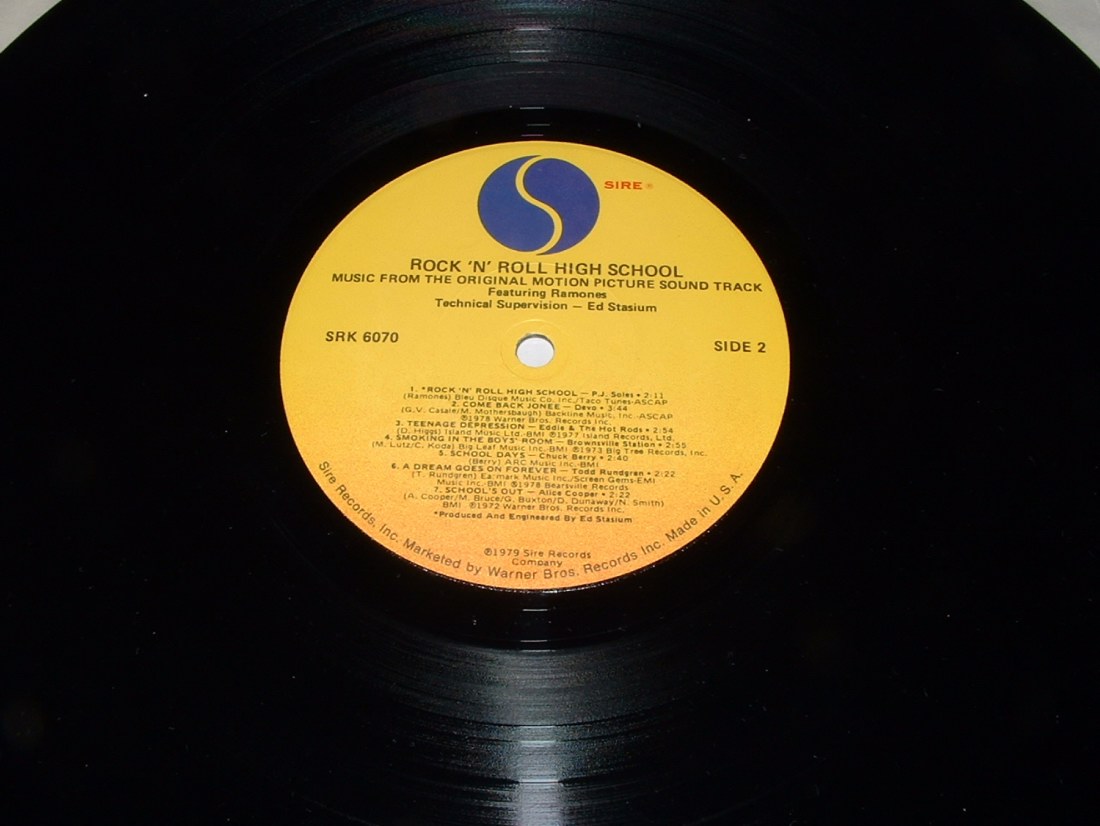 SIRE ®
ROCK 'N' ROLL HIGH SCHOOL
MUSIC FROM THE ORIGINAL MOTION PICTURE SOUND TRACK
Featuring Ramones
Technical Supervision — Ed Stasium
SRK 6070
SIDE 2
1. *ROCK 'N' ROLL HIGH SCHOOL — P.J. Soles • 2:11
(Ramones) Bleu Disque Music Co. Inc./Taco Tunes-ASCAP
2. COME BACK JONEE — Devo • 3:44
(G.V. Casale/M. Mothersbaugh) Backline Music, Inc.-ASCAP
℗1978 Warner Bros. Records Inc.
3. TEENAGE DEPRESSION — Eddie & The Hot Rods • 2:54
(D. Higgs) Island Music Ltd.-BMI ℗1977 Island Records, Ltd.
4. SMOKING IN THE BOYS' ROOM — Brownsville Station • 2:55
(M. Lutz/C. Koda) Big Leaf Music Inc. BMI ℗1973 Big Tree Records, Inc.
5. SCHOOL DAYS — Chuck Berry • 2:40
(Berry) ARC Music Inc.-BMI
6. A DREAM GOES ON FOREVER — Todd Rundgren • 2:22
(T. Rundgren) Earmark Music Inc./Screen Gems-EMI
Music Inc.-BMI ℗1978 Bearsville Records
7. SCHOOL'S OUT — Alice Cooper • 2:22
(A. Cooper/M. Bruce/G. Buxton/D. Dunaway/N. Smith)
BMI ℗1972 Warner Bros. Records Inc.
*Produced And Engineered By Ed Stasium
℗1979 Sire Records
Company
Sire Records, Inc. Marketed by Warner Bros. Records Inc. Made in U.S.A.